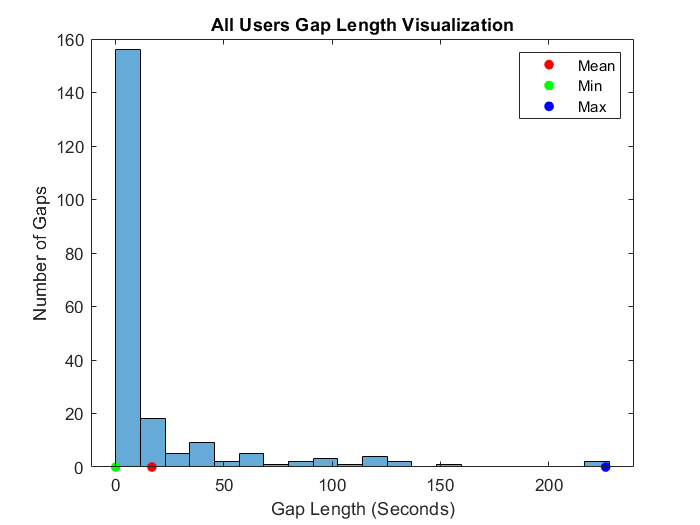 All Users Gap Length Visualization
160
140
120
100
80
60
40
20
0
Number of Gaps
Mean
Min
Max
0 50 100 150 200
Gap Length (Seconds)